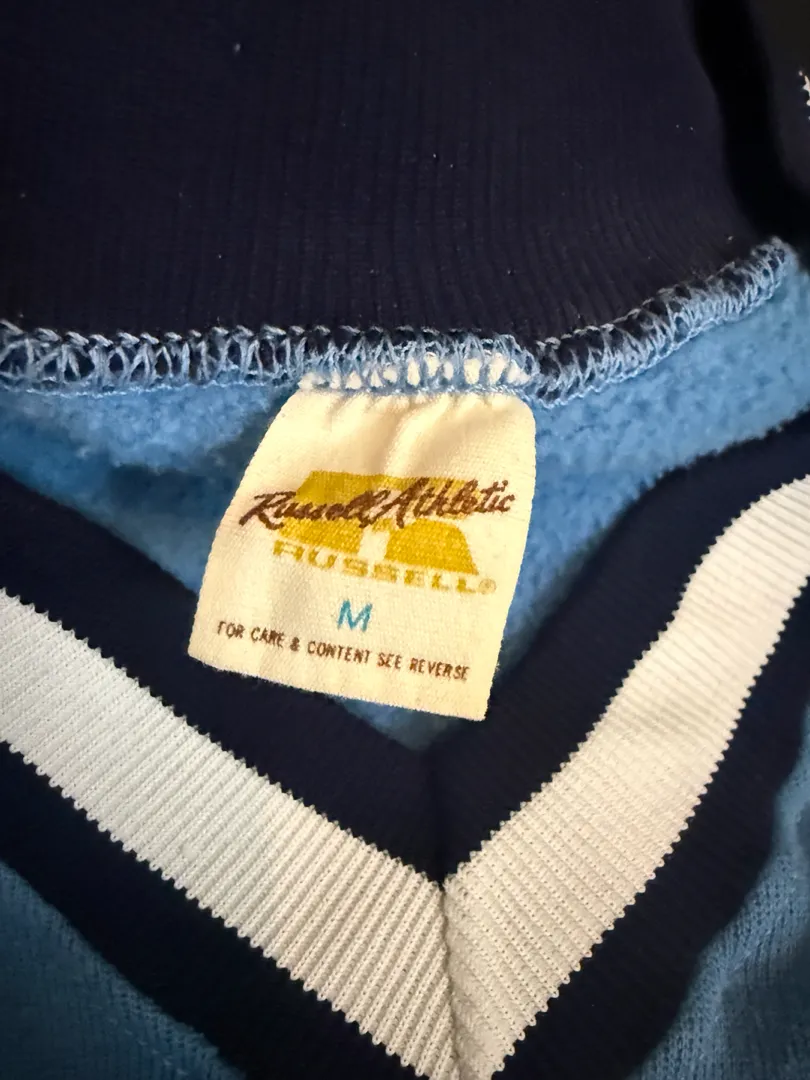 Russell Athletic
RUSSELL®
M
FOR CARE & CONTENT SEE REVERSE